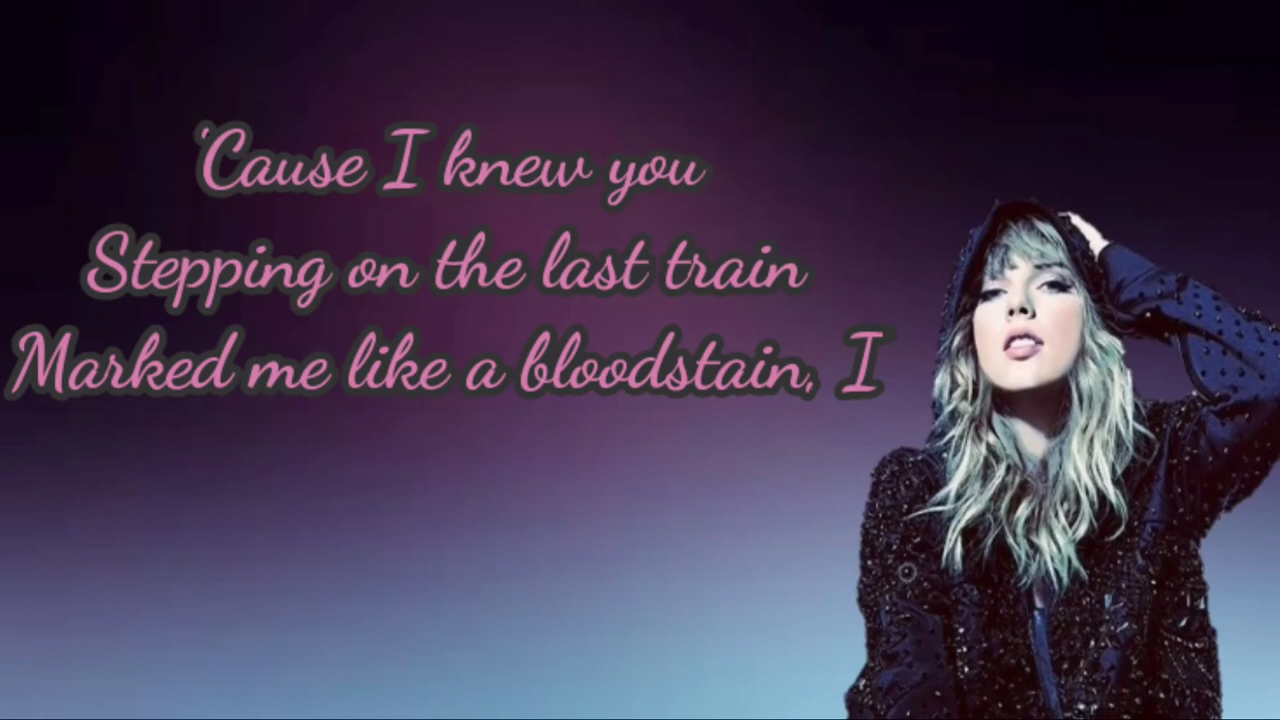 'Cause I knew you
Stepping on the last train
Marked me like a bloodstain, I